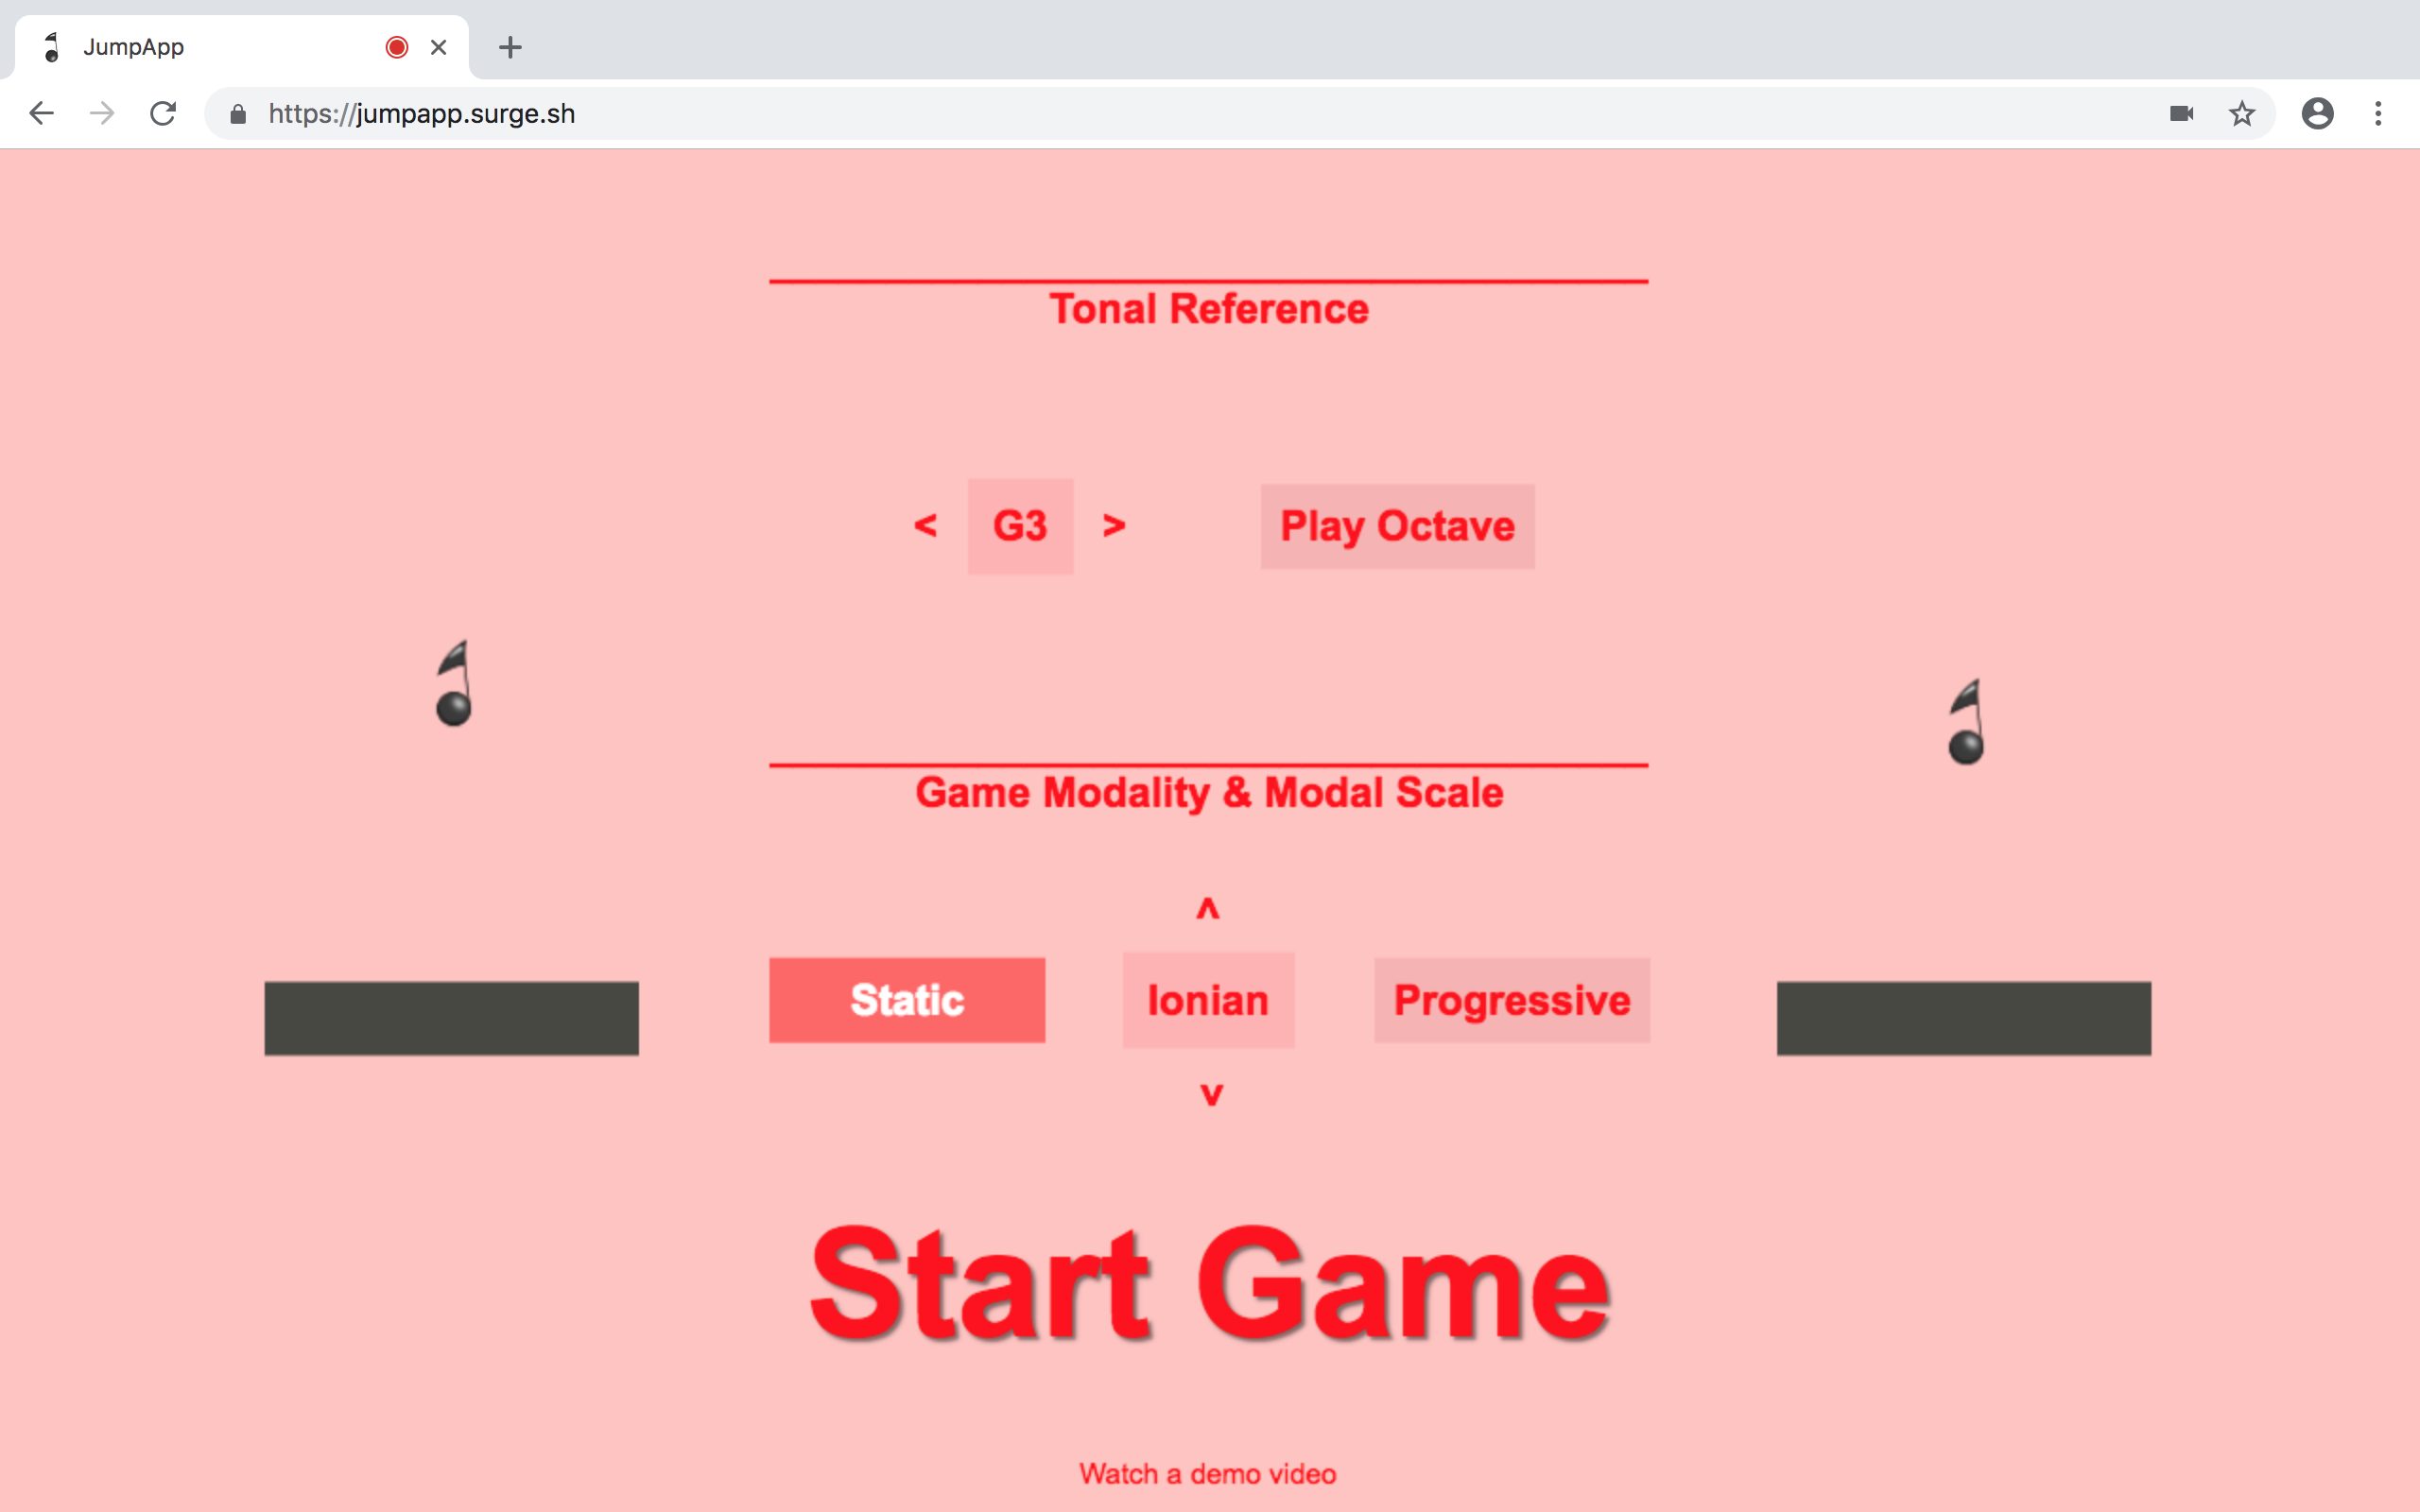 JumpApp
https://jumpapp.surge.sh
Tonal Reference
< G3 > Play Octave
Game Modality & Modal Scale
^
Static Ionian Progressive
v
Start Game
Watch a demo video